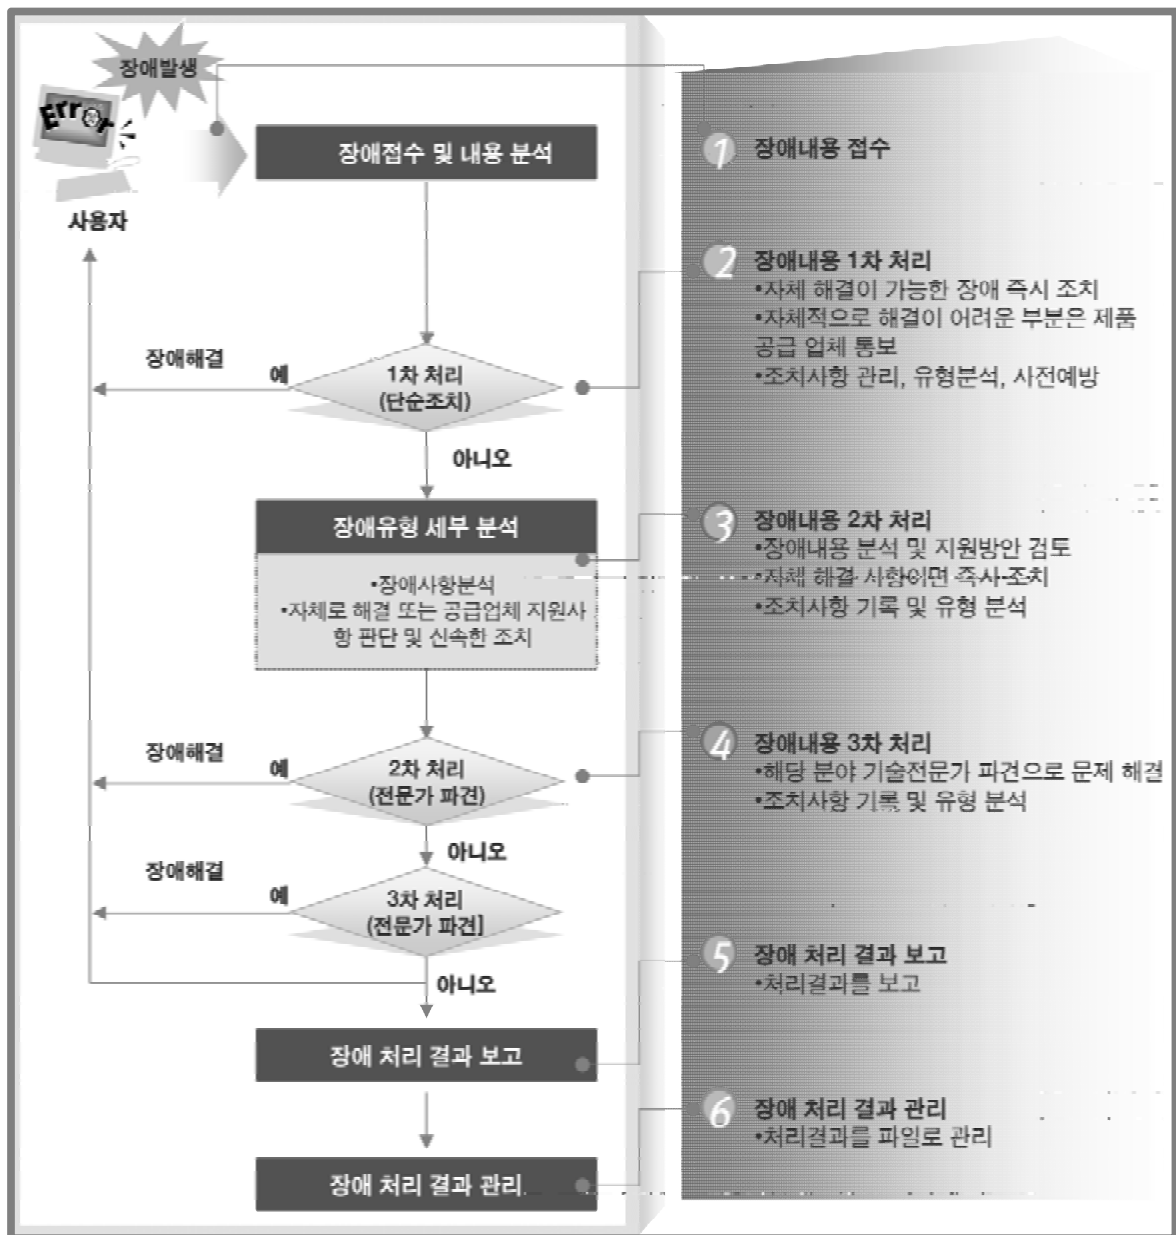 장애발생
Error
사용자
장애접수 및 내용 분석
장애해결
예
1차 처리
(단순조치)
아니오
장애유형 세부 분석
•장애사항분석
•자체로 해결 또는 공급업체 지원사
항 판단 및 신속한 조치
장애해결
예
2차 처리
(전문가 파견)
아니오
장애해결
예
3차 처리
(전문가 파견]
아니오
장애 처리 결과 보고
장애 처리 결과 관리
1 장애내용 접수
2 장애내용 1차 처리
•자체 해결이 가능한 장애 즉시 조치
•자체적으로 해결이 어려운 부분은 제품
공급 업체 통보
•조치사항 관리, 유형분석, 사전예방
3 장애내용 2차 처리
•장애내용 분석 및 지원방안 검토
•자체 해결 사항이면 즉시 조치
•조치사항 기록 및 유형 분석
4 장애내용 3차 처리
•해당 분야 기술전문가 파견으로 문제 해결
•조치사항 기록 및 유형 분석
5 장애 처리 결과 보고
•처리결과를 보고
6 장애 처리 결과 관리
•처리결과를 파일로 관리